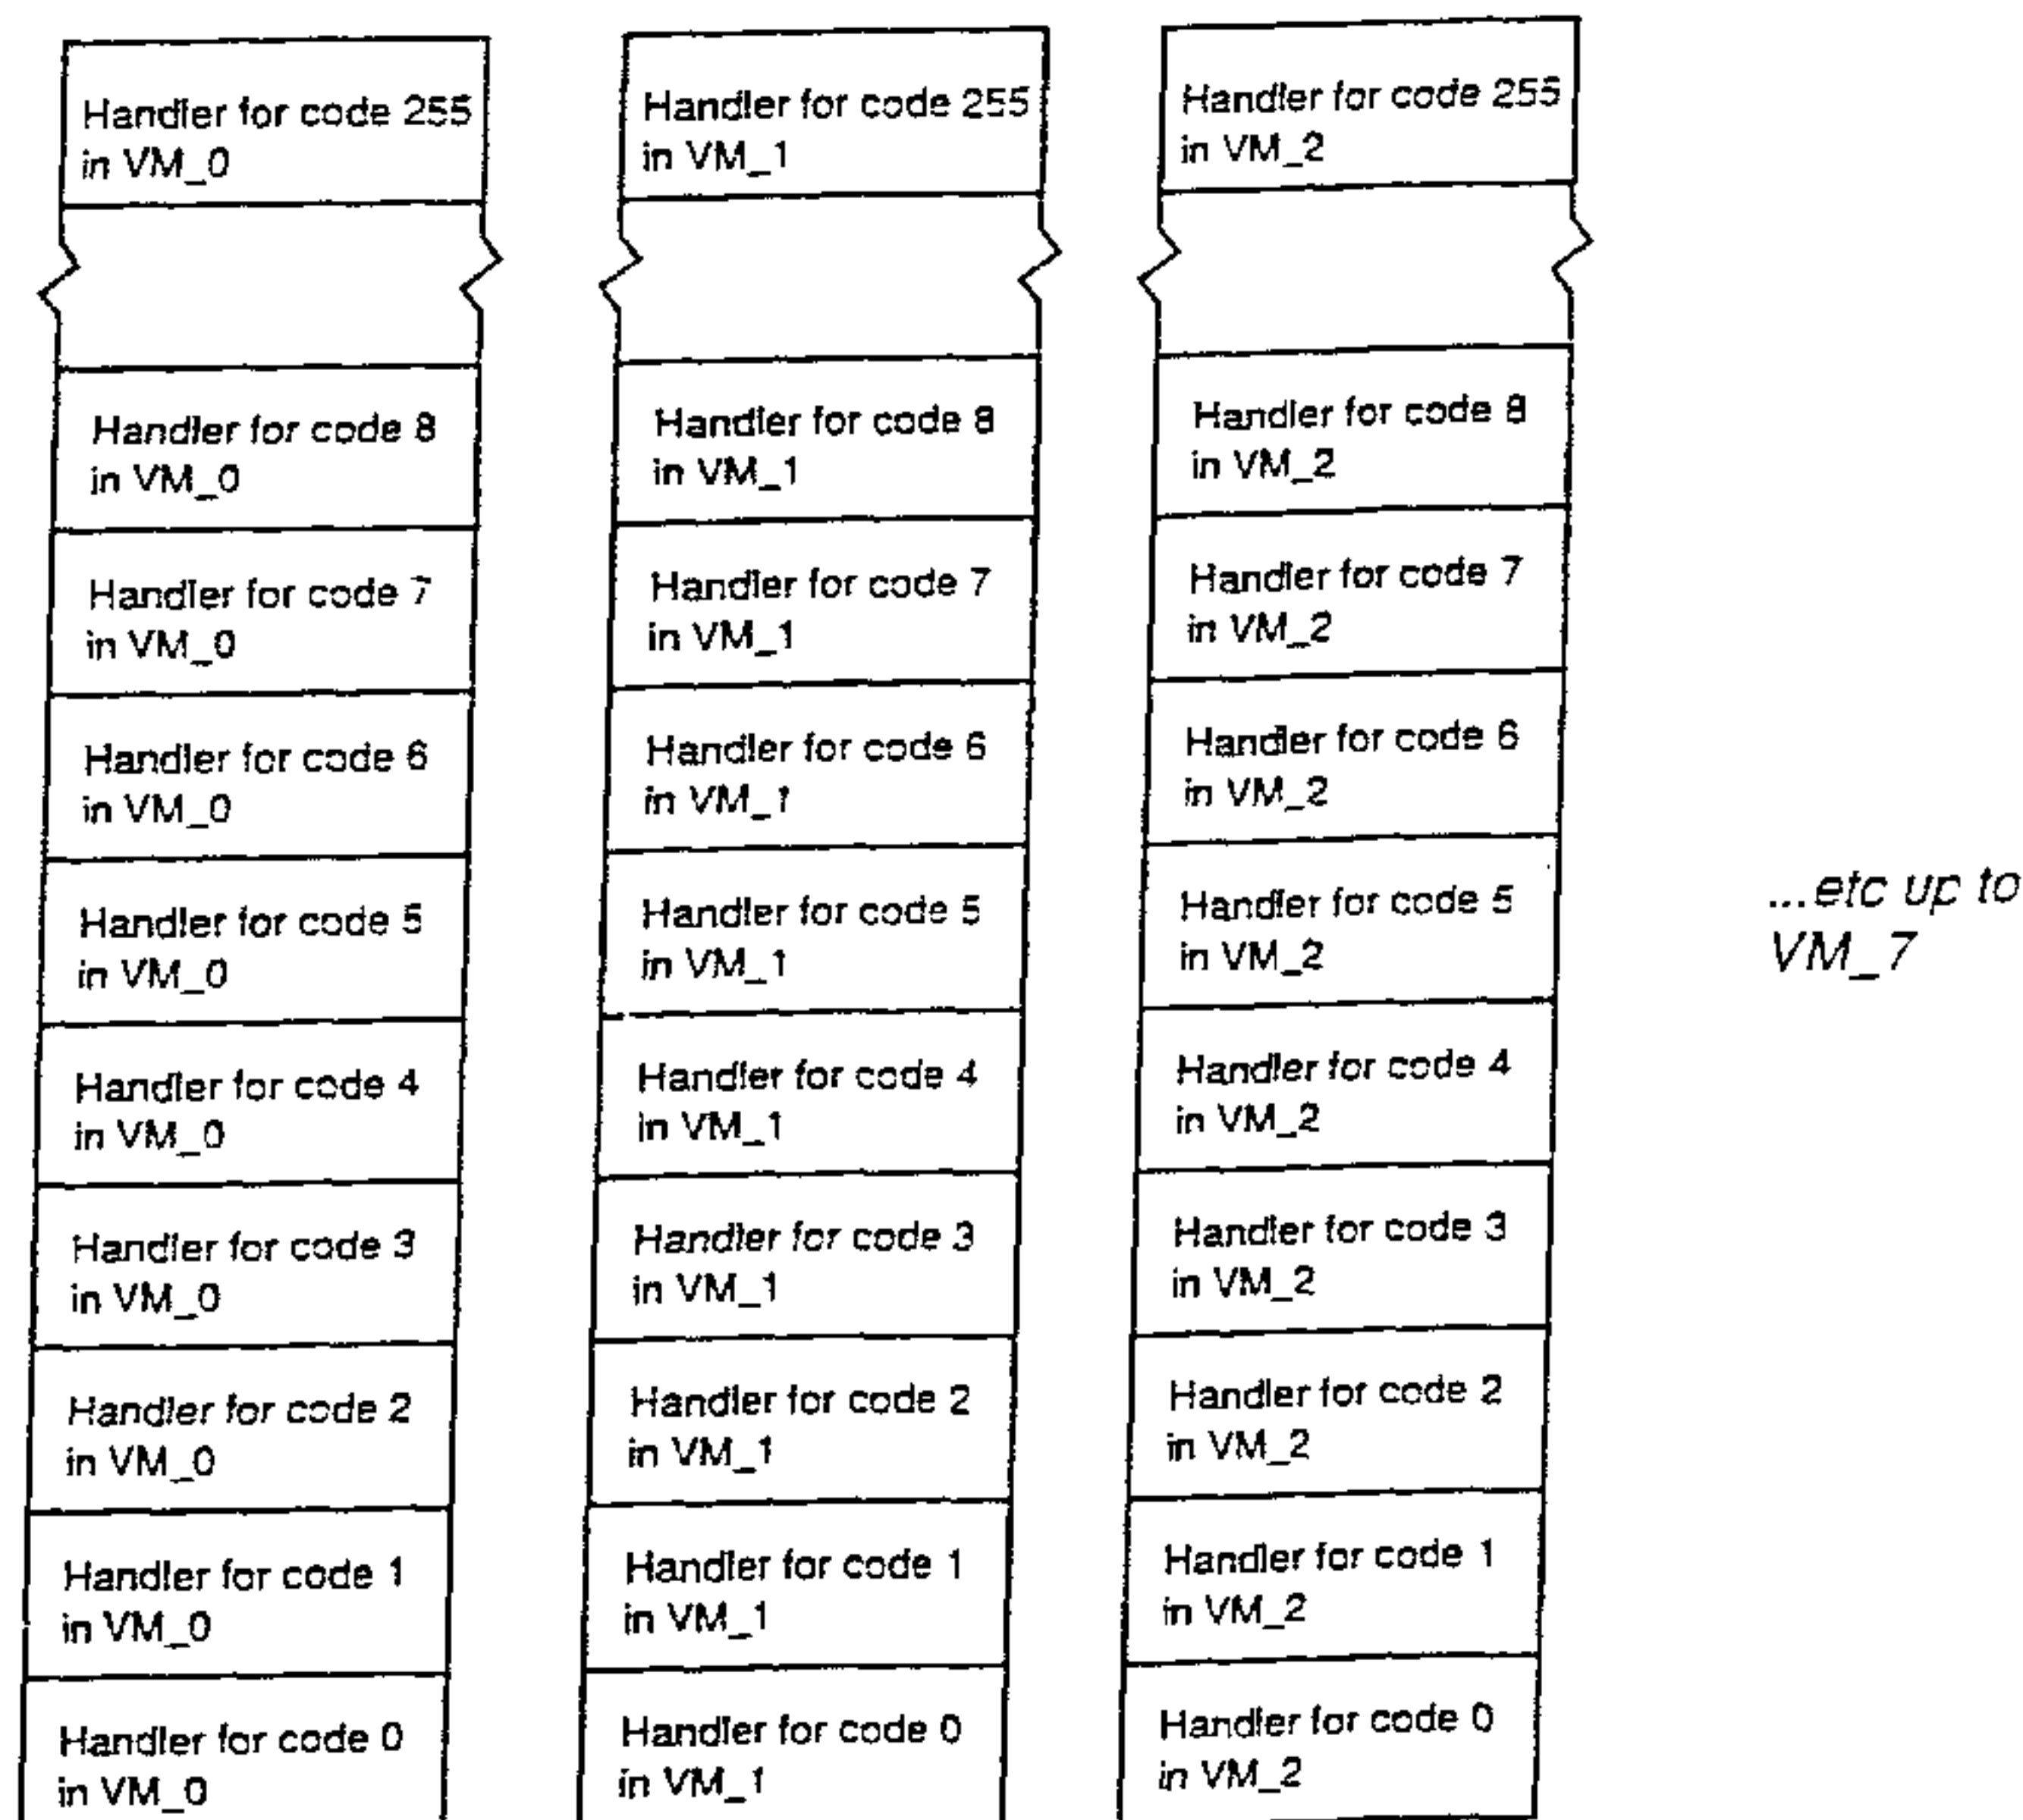 Handler for code 255
in VM_0
Handler for code 8
in VM_0
Handler for code 7
in VM_0
Handler for code 6
in VM_0
Handler for code 5
in VM_0
Handler for code 4
in VM_0
Handler for code 3
in VM_0
Handler for code 2
in VM_0
Handler for code 1
in VM_0
Handler for code 0
in VM_0
Handler for code 255
in VM_1
Handler for code 8
in VM_1
Handler for code 7
in VM_1
Handler for code 6
in VM_1
Handler for code 5
in VM_1
Handler for code 4
in VM_1
Handler for code 3
in VM_1
Handler for code 2
in VM_1
Handler for code 1
in VM_1
Handler for code 0
in VM_1
Handler for code 255
in VM_2
Handler for code 8
in VM_2
Handler for code 7
in VM_2
Handler for code 6
in VM_2
Handler for code 5
in VM_2
Handler for code 4
in VM_2
Handler for code 3
in VM_2
Handler for code 2
in VM_2
Handler for code 1
in VM_2
Handler for code 0
in VM_2
...etc up to
VM_7